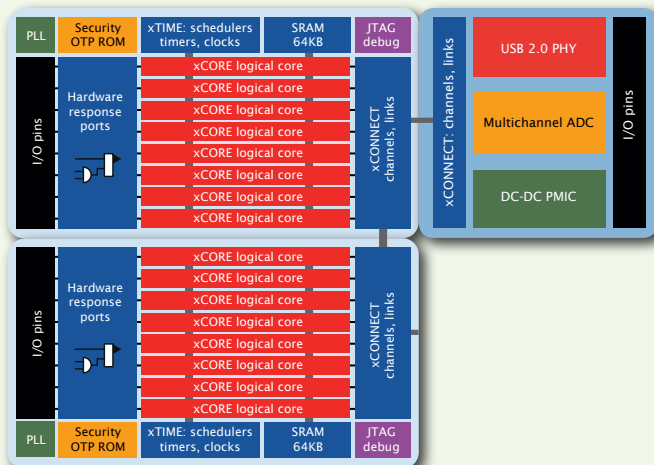 PLL
Security
OTP ROM
xTIME: schedulers
timers, clocks
SRAM
64KB
JTAG
debug
I/O pins
Hardware
response
ports
xCORE logical core
xCORE logical core
xCORE logical core
xCORE logical core
xCORE logical core
xCORE logical core
xCORE logical core
xCORE logical core
xCONNECT
channels, links
xCONNECT: channels, links
USB 2.0 PHY
Multichannel ADC
DC-DC PMIC
I/O pins
I/O pins
Hardware
response
ports
xCORE logical core
xCORE logical core
xCORE logical core
xCORE logical core
xCORE logical core
xCORE logical core
xCORE logical core
xCORE logical core
xCONNECT
channels, links
PLL
Security
OTP ROM
xTIME: schedulers
timers, clocks
SRAM
64KB
JTAG
debug